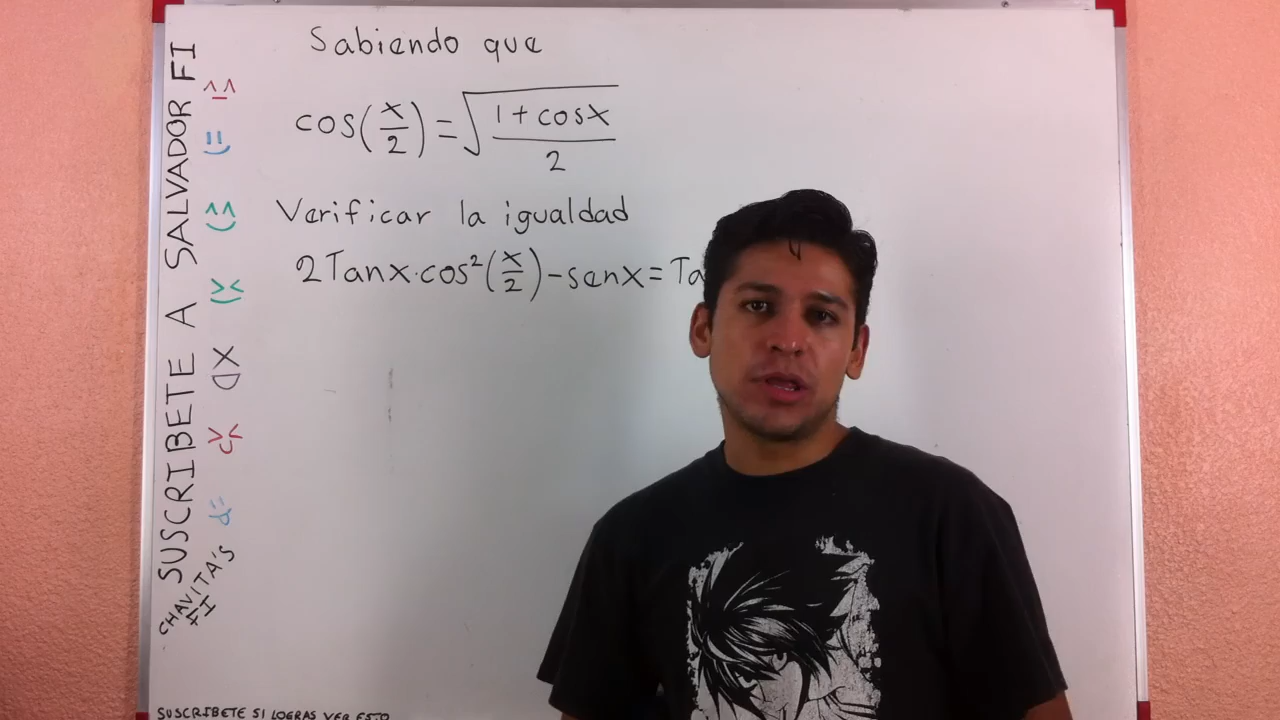 Sabiendo que
cos(x/2) = √((1 + cosx)/2)
Verificar la igualdad
2Tanx·cos²(x/2) - senx = Ta
SUSCRIBETE A SALVADOR FI
^_^ =) ^_^ >.<) XD >.< =P
CHAVITA'S
FI
SUSCRIBETE SI LOGRAS VER ESTO